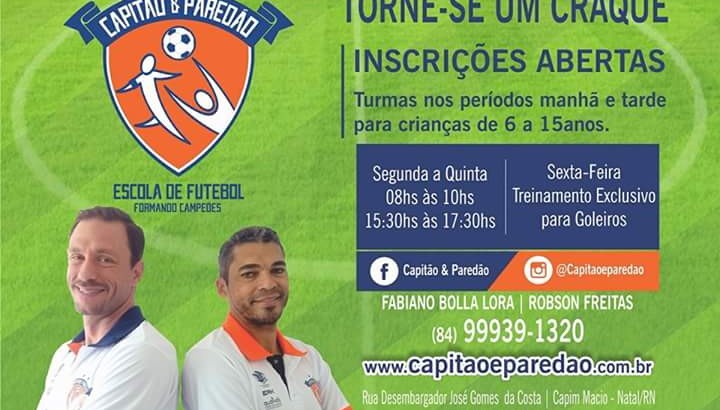 CAPITÃO & PAREDÃO
ESCOLA DE FUTEBOL
FORMANDO CAMPEÕES
TORNE-SE UM CRAQUE
INSCRIÇÕES ABERTAS
Turmas nos períodos manhã e tarde
para crianças de 6 a 15anos.
Segunda a Quinta
08hs às 10hs
15:30hs às 17:30hs
Sexta-Feira
Treinamento Exclusivo
para Goleiros
Capitão & Paredão
@Capitaoeparedao
FABIANO BOLLA LORA | ROBSON FREITAS
(84) 99939-1320
www.capitaoeparedao.com.br
Rua Desembargador José Gomes da Costa | Capim Macio - Natal/RN